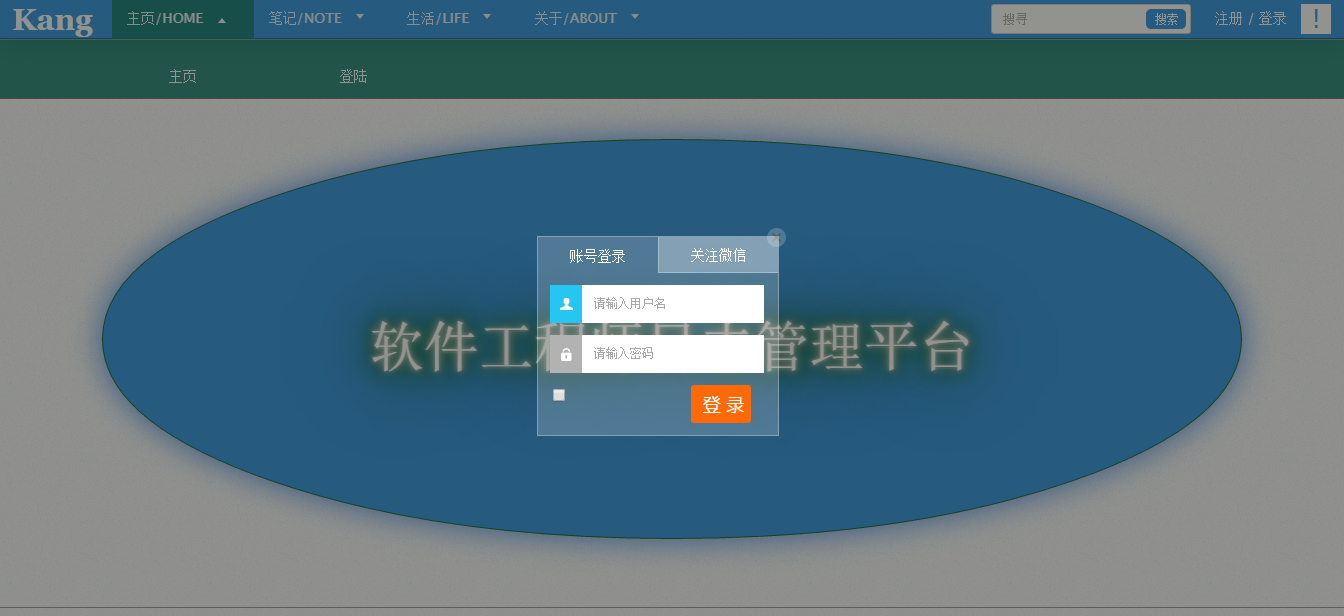 Kang 主页/HOME 笔记/NOTE 生活/LIFE 关于/ABOUT 搜寻 搜索 注册 / 登录 !
主页 登陆
账号登录 关注微信 ×
请输入用户名
软件工程 管理平台
请输入密码
登 录